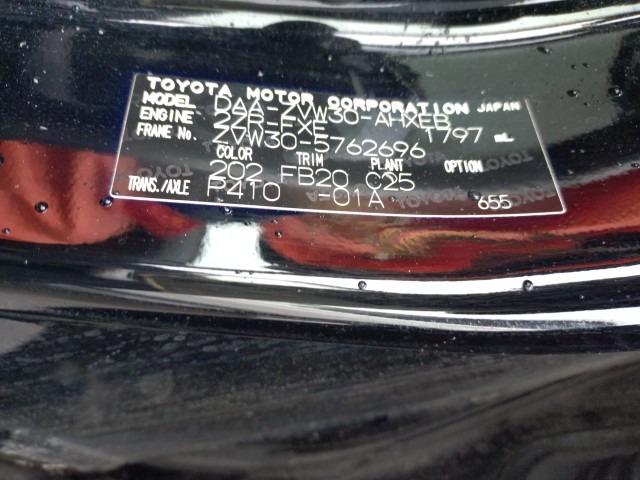 TOYOTA MOTOR CORPORATION JAPAN
MODEL DAA-ZVW30-AHXEB
ENGINE 2ZR-FXE 1797 mL
FRAME No. ZVW30-5762696
COLOR TRIM PLANT OPTION
202 FB20 C25
TRANS./AXLE P410 -01A 655